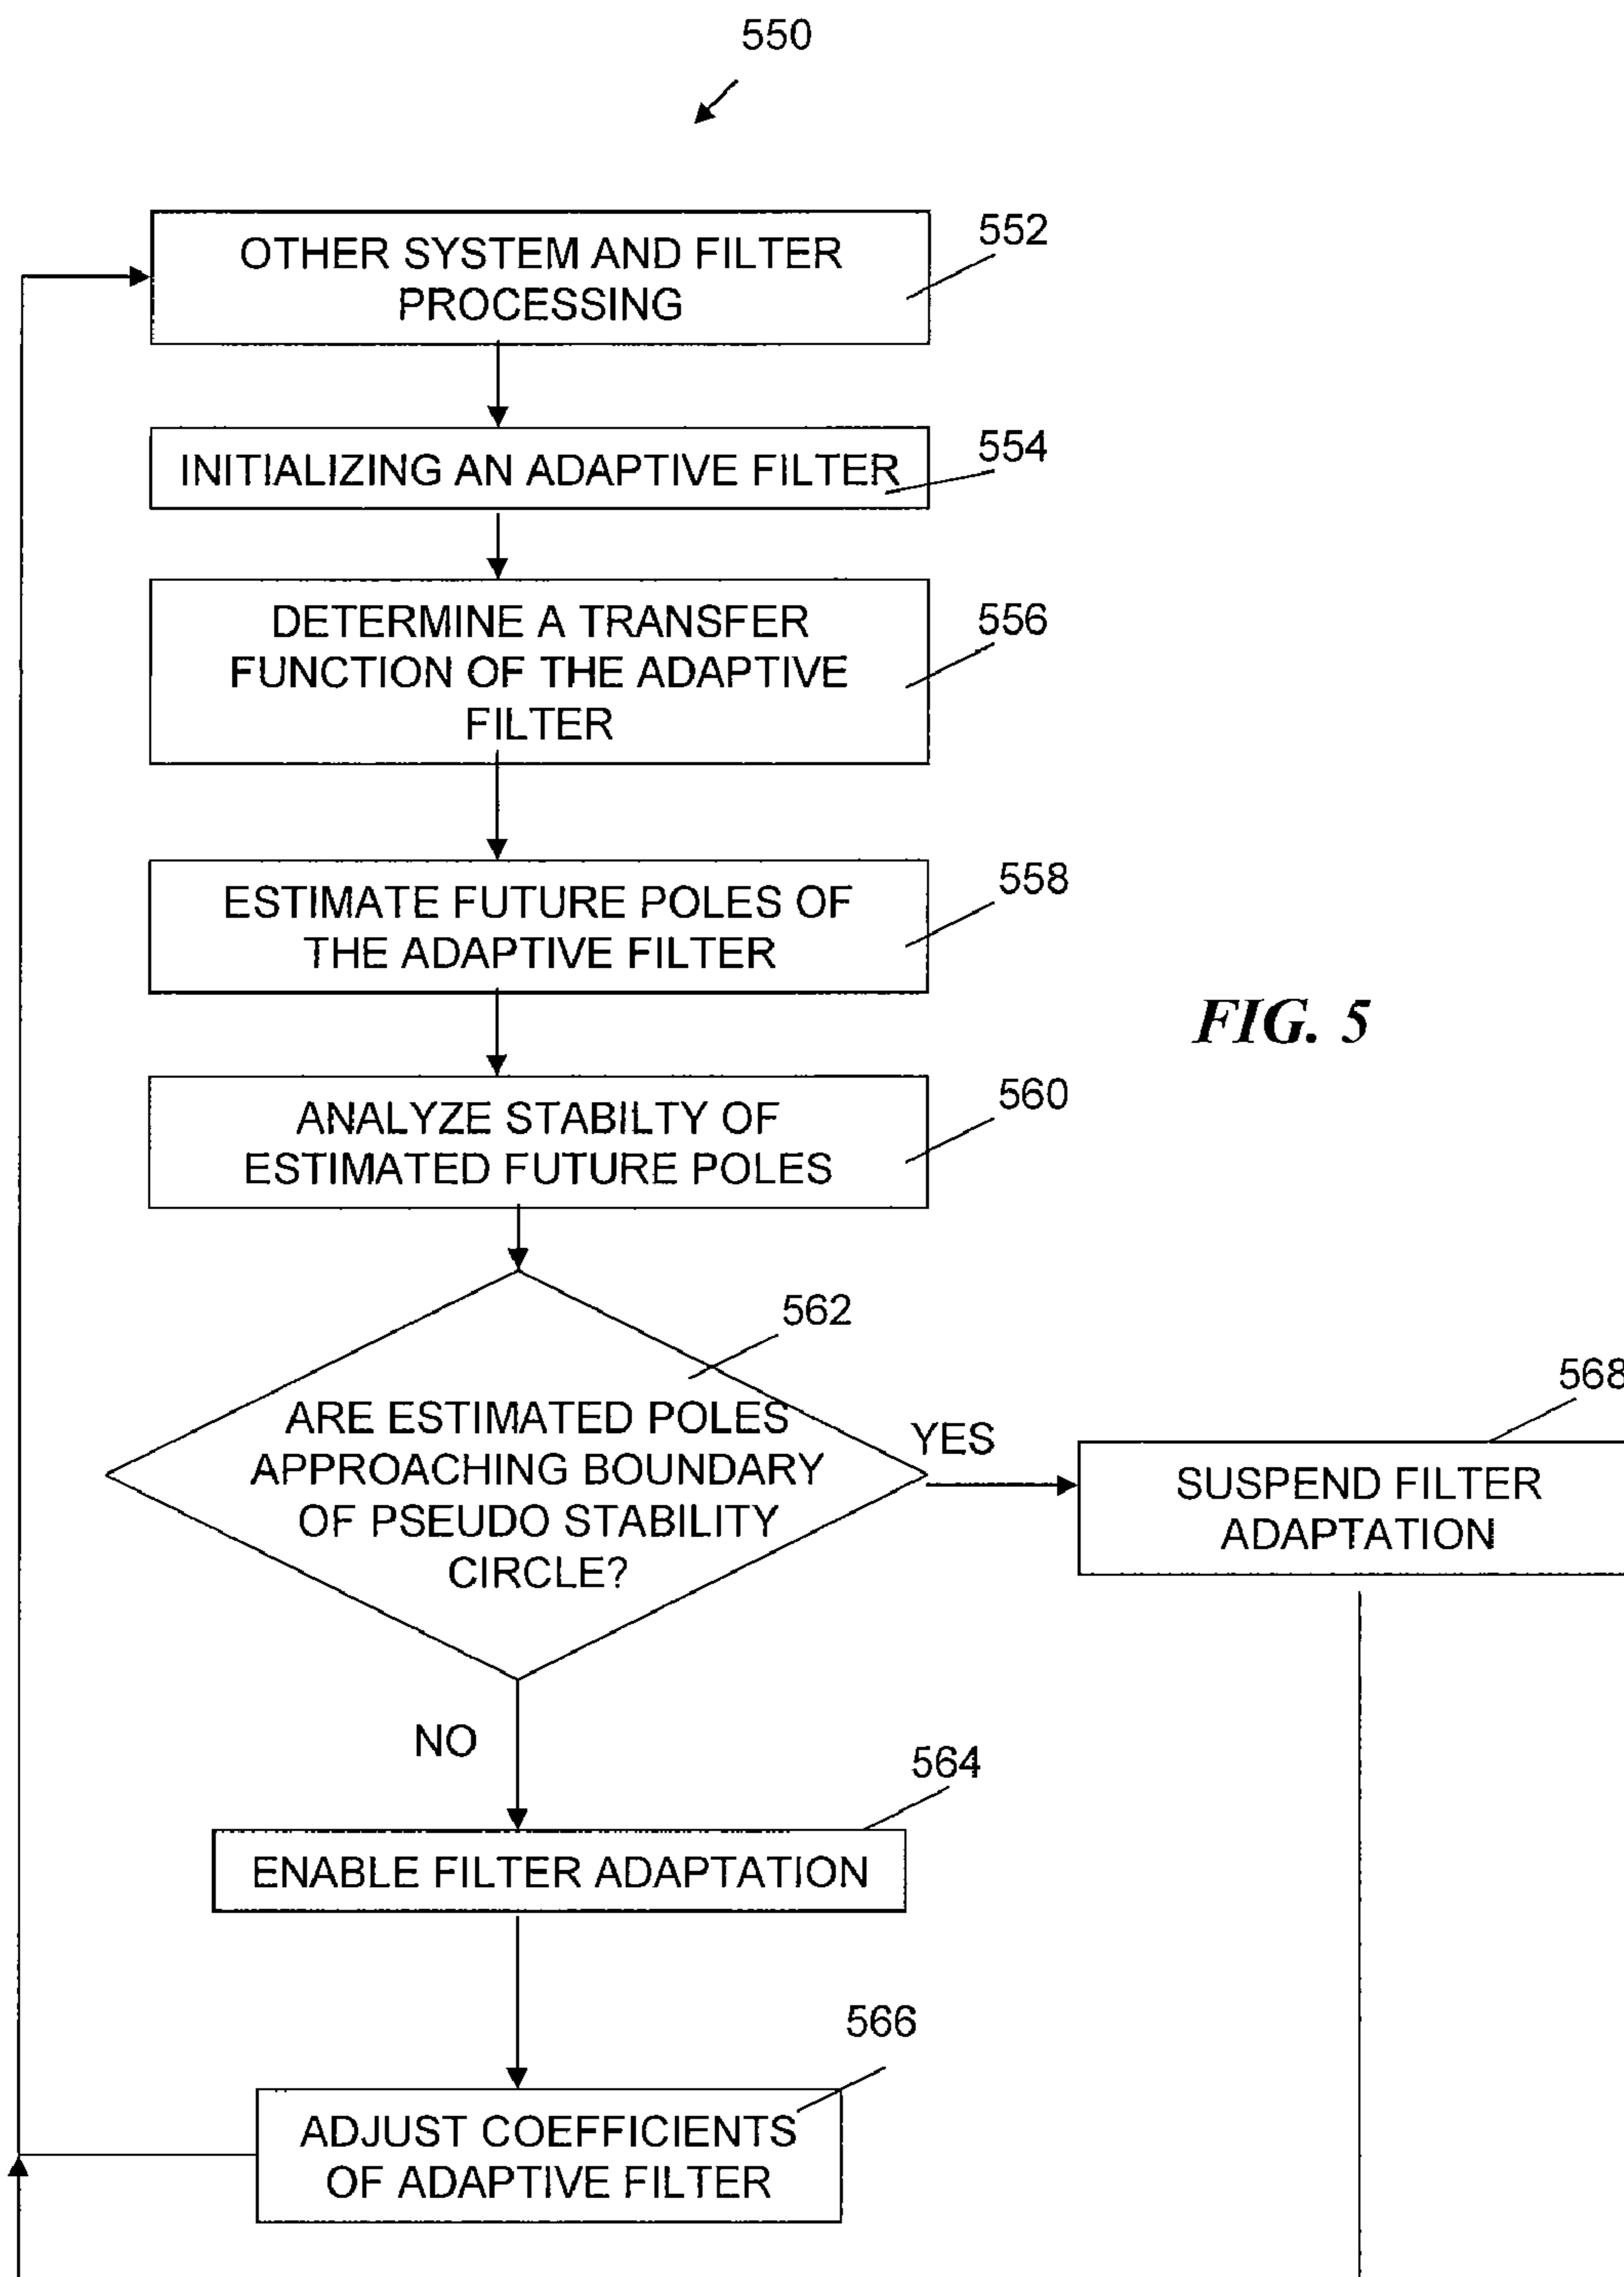 550
OTHER SYSTEM AND FILTER
PROCESSING
552
INITIALIZING AN ADAPTIVE FILTER
554
DETERMINE A TRANSFER
FUNCTION OF THE ADAPTIVE
FILTER
556
ESTIMATE FUTURE POLES OF
THE ADAPTIVE FILTER
558
FIG. 5
ANALYZE STABILTY OF
ESTIMATED FUTURE POLES
560
562
ARE ESTIMATED POLES
APPROACHING BOUNDARY
OF PSEUDO STABILITY
CIRCLE?
YES
568
SUSPEND FILTER
ADAPTATION
NO
564
ENABLE FILTER ADAPTATION
566
ADJUST COEFFICIENTS
OF ADAPTIVE FILTER